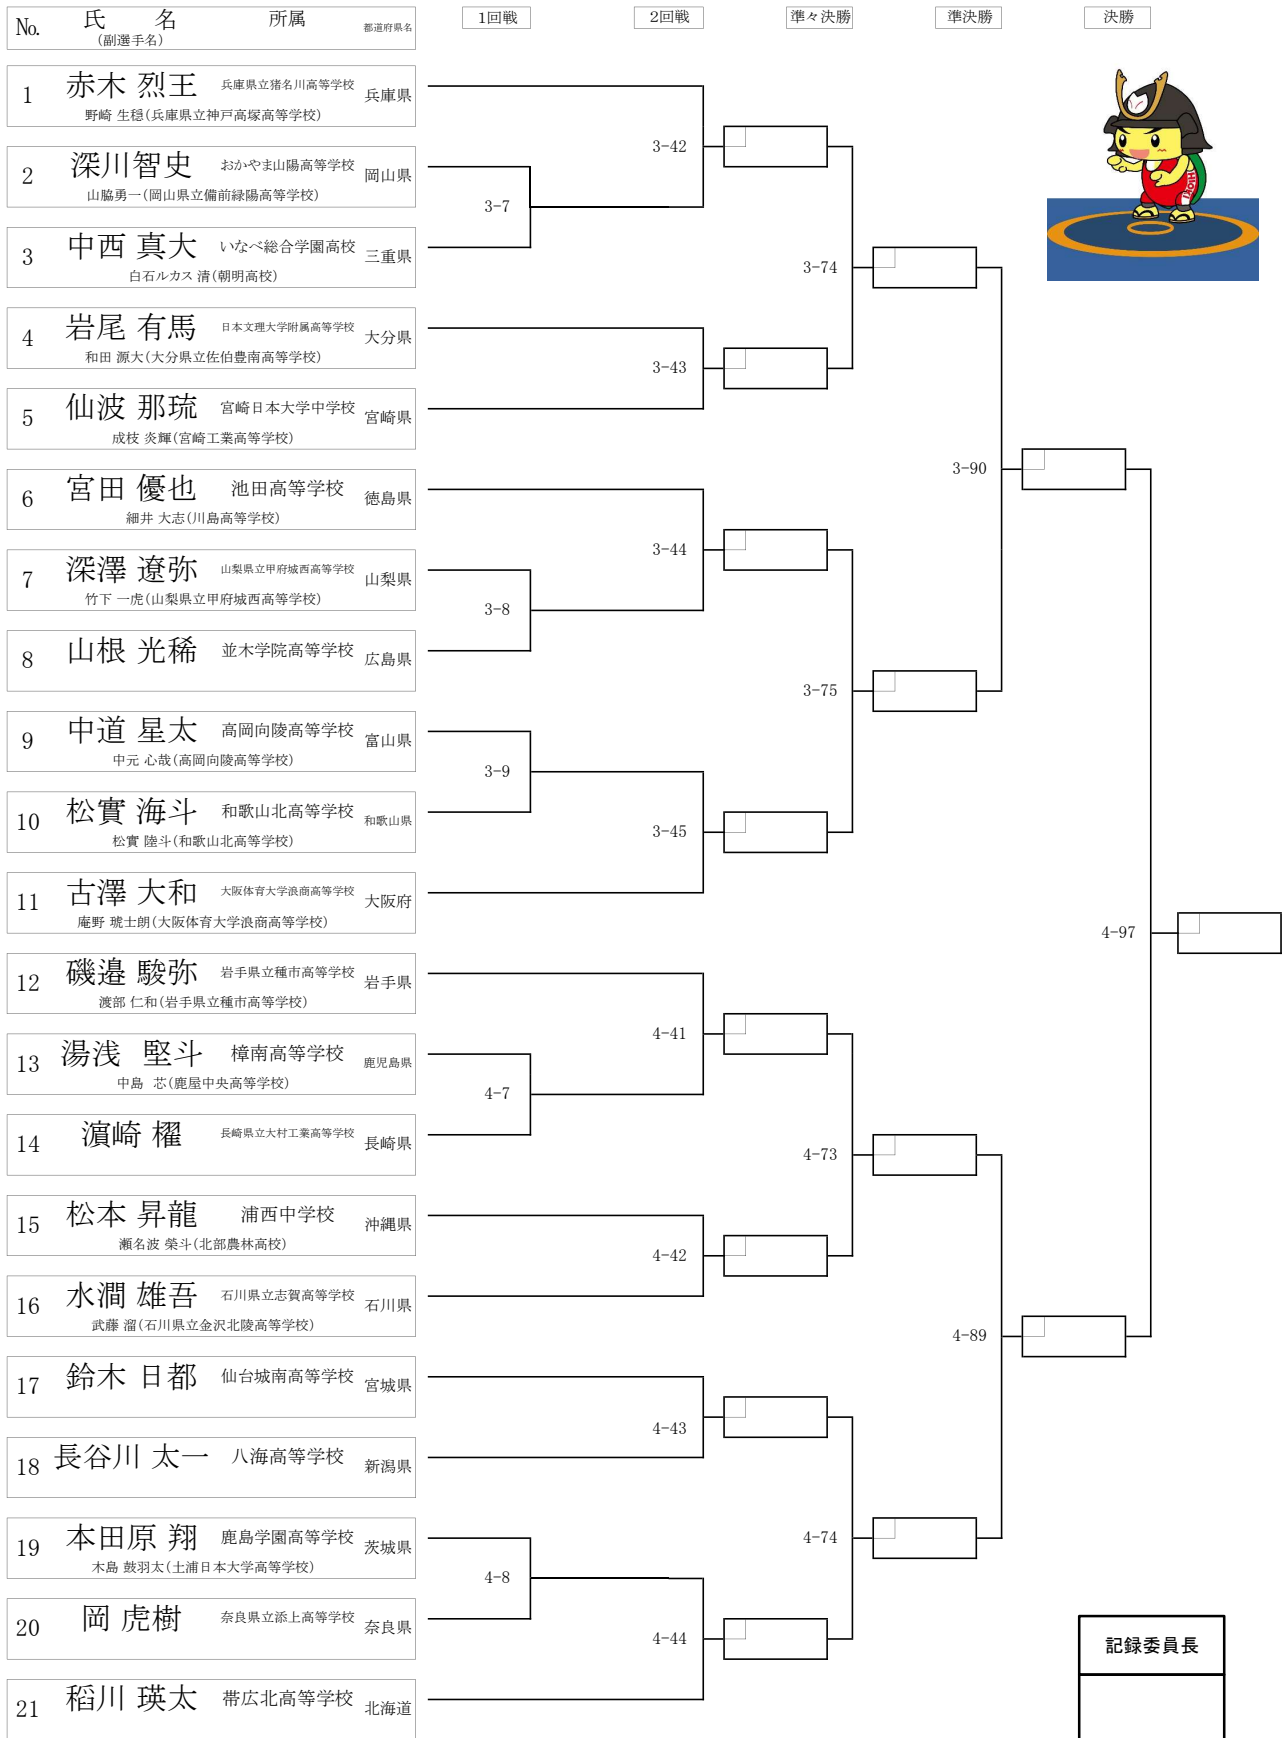 No. 氏 名 所属 都道府県名 1回戦 2回戦 準々決勝 準決勝 決勝
(副選手名)
1 赤木 烈王 兵庫県立猪名川高等学校 兵庫県
野崎 生穏(兵庫県立神戸高塚高等学校)
3-42
2 深川智史 おかやま山陽高等学校 岡山県
山脇勇一(岡山県立備前緑陽高等学校)
3-7
3 中西 真大 いなべ総合学園高校 三重県
白石ルカス 清(朝明高校)
3-74
4 岩尾 有馬 日本文理大学附属高等学校 大分県
和田 源大(大分県立佐伯豊南高等学校)
3-43
5 仙波 那琉 宮崎日本大学中学校 宮崎県
成枝 炎輝(宮崎工業高等学校)
3-90
6 宮田 優也 池田高等学校 徳島県
細井 大志(川島高等学校)
3-44
7 深澤 遼弥 山梨県立甲府城西高等学校 山梨県
竹下 一虎(山梨県立甲府城西高等学校)
3-8
8 山根 光稀 並木学院高等学校 広島県
3-75
9 中道 星太 高岡向陵高等学校 富山県
中元 心哉(高岡向陵高等学校)
3-9
10 松實 海斗 和歌山北高等学校 和歌山県
松實 陸斗(和歌山北高等学校)
3-45
11 古澤 大和 大阪体育大学浪商高等学校 大阪府
庵野 琥士朗(大阪体育大学浪商高等学校)
4-97
12 磯邉 駿弥 岩手県立種市高等学校 岩手県
渡部 仁和(岩手県立種市高等学校)
4-41
13 湯浅 堅斗 樟南高等学校 鹿児島県
中島 芯(鹿屋中央高等学校)
4-7
14 濵崎 櫂 長崎県立大村工業高等学校 長崎県
4-73
15 松本 昇龍 浦西中学校 沖縄県
瀬名波 榮斗(北部農林高校)
4-42
16 水澗 雄吾 石川県立志賀高等学校 石川県
武藤 溜(石川県立金沢北陵高等学校)
4-89
17 鈴木 日都 仙台城南高等学校 宮城県
4-43
18 長谷川 太一 八海高等学校 新潟県
19 本田原 翔 鹿島学園高等学校 茨城県
木島 鼓羽太(土浦日本大学高等学校)
4-74
4-8
20 岡 虎樹 奈良県立添上高等学校 奈良県
4-44
記録委員長
21 稻川 瑛太 帯広北高等学校 北海道